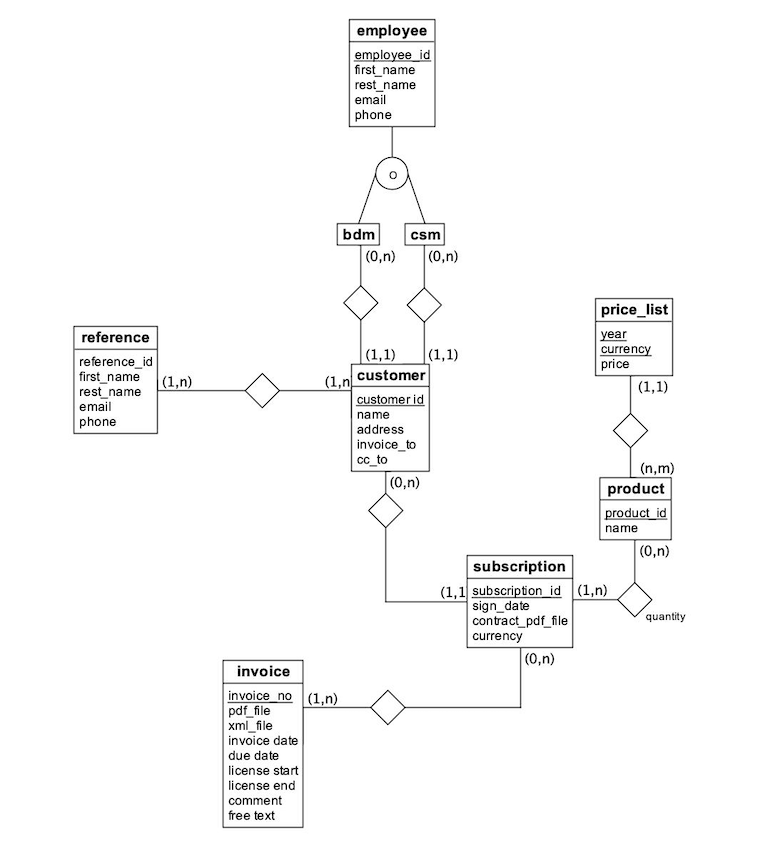 employee
employee_id
first_name
rest_name
email
phone
o
bdm
csm
(0,n)
(0,n)
(1,1)
(1,1)
reference
reference_id
first_name
rest_name
email
phone
(1,n)
(1,n
customer
customer id
name
address
invoice_to
cc_to
(0,n)
price_list
year
currency
price
(1,1)
(n,m)
product
product_id
name
(0,n)
subscription
subscription_id
sign_date
contract_pdf_file
currency
(1,1
(1,n)
quantity
(0,n)
invoice
invoice_no
pdf_file
xml_file
invoice date
due date
license start
license end
comment
free text
(1,n)